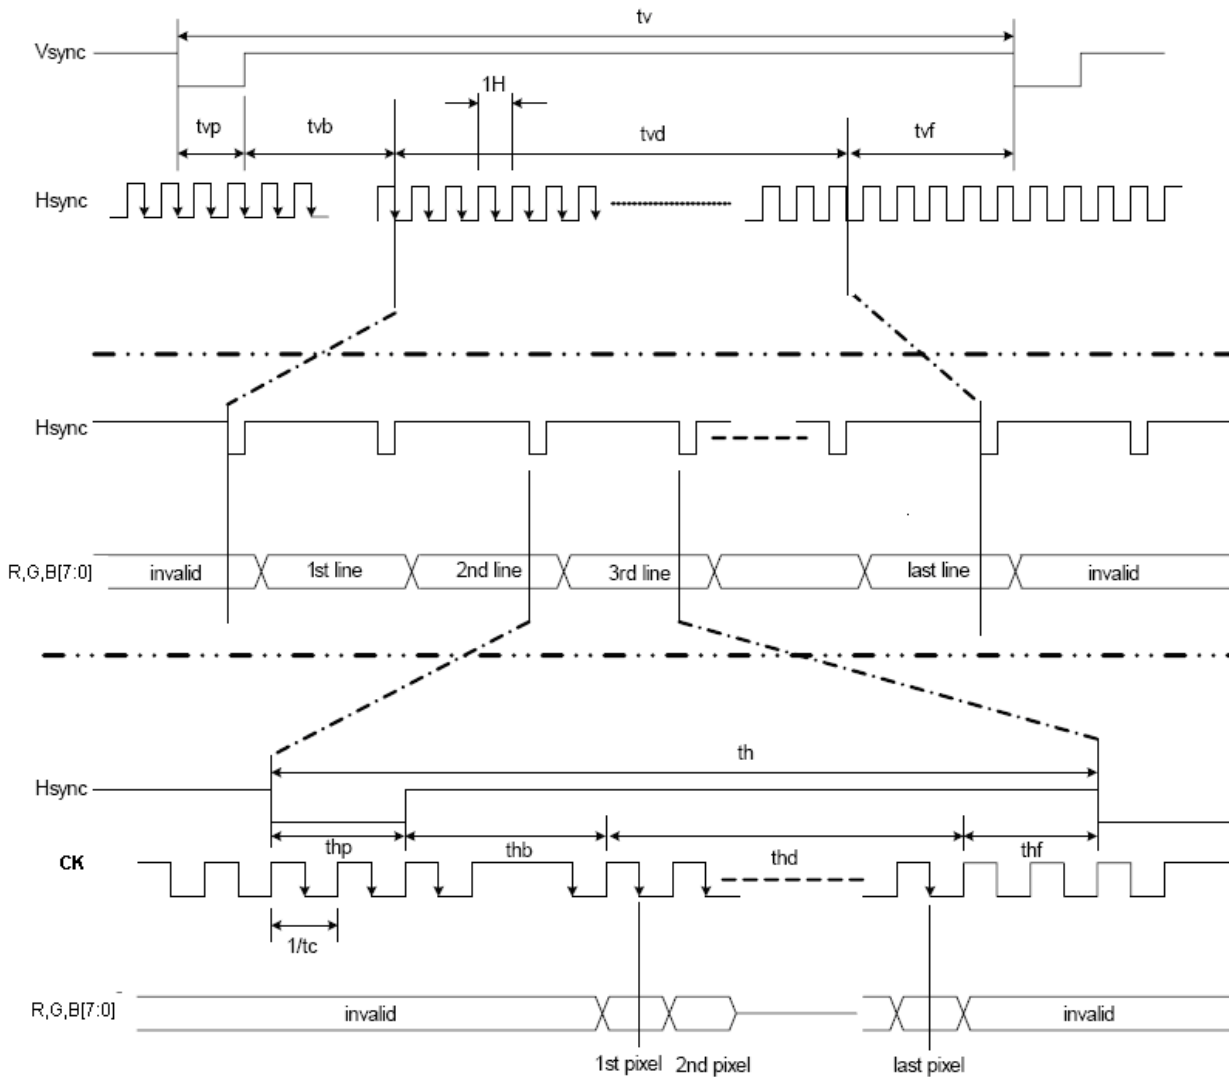 tv
Vsync
1H
tvp
tvb
tvd
tvf
Hsync
Hsync
R,G,B[7:0]
invalid
1st line
2nd line
3rd line
last line
invalid
th
Hsync
thp
thb
thd
thf
CK
1/tc
R,G,B[7:0]
invalid
invalid
1st pixel
2nd pixel
last pixel